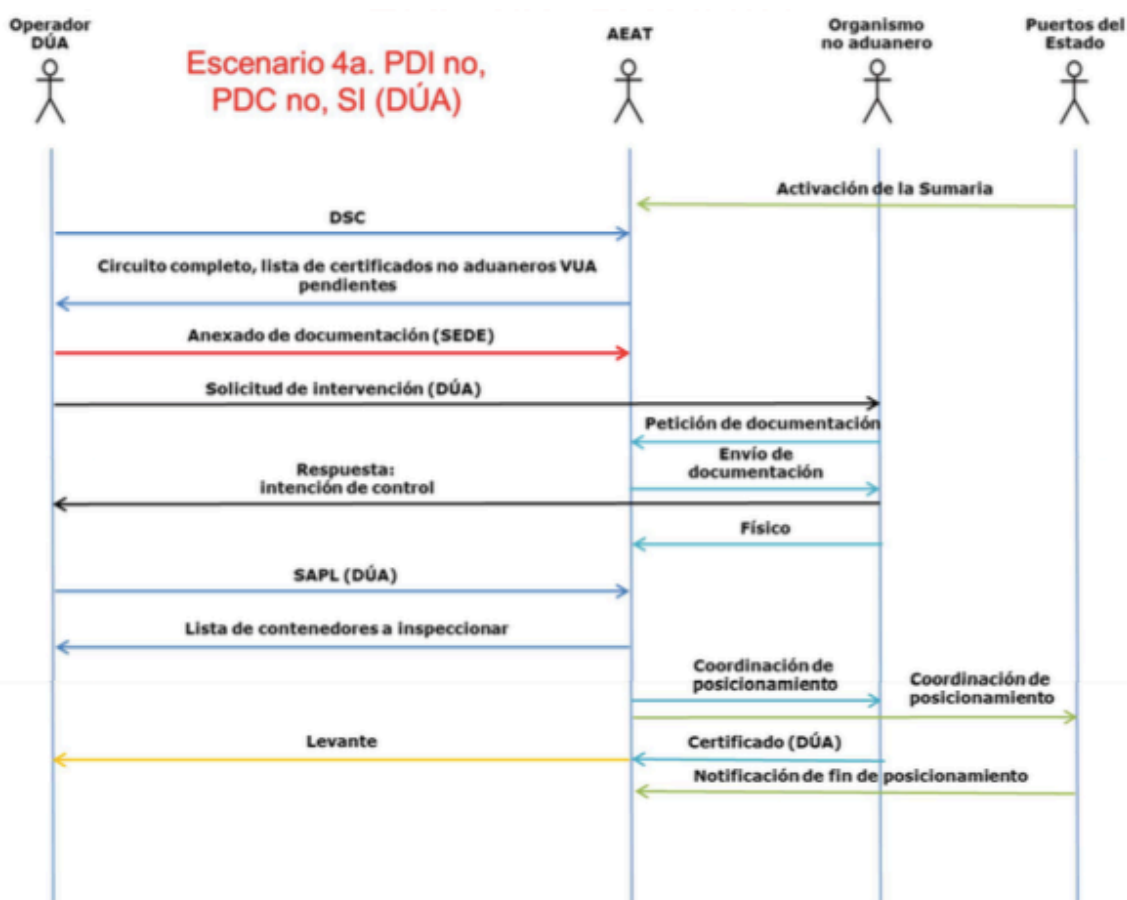 Operador
DÚA
AEAT
Organismo
no aduanero
Puertos del
Estado
Escenario 4a. PDI no,
PDC no, SI (DÚA)
Activación de la Sumaria
DSC
Circuito completo, lista de certificados no aduaneros VUA
pendientes
Anexado de documentación (SEDE)
Solicitud de intervención (DÚA)
Petición de documentación
Envío de
documentación
Respuesta:
intención de control
Físico
SAPL (DÚA)
Lista de contenedores a inspeccionar
Coordinación de
posicionamiento
Coordinación de
posicionamiento
Levante
Certificado (DÚA)
Notificación de fin de posicionamiento